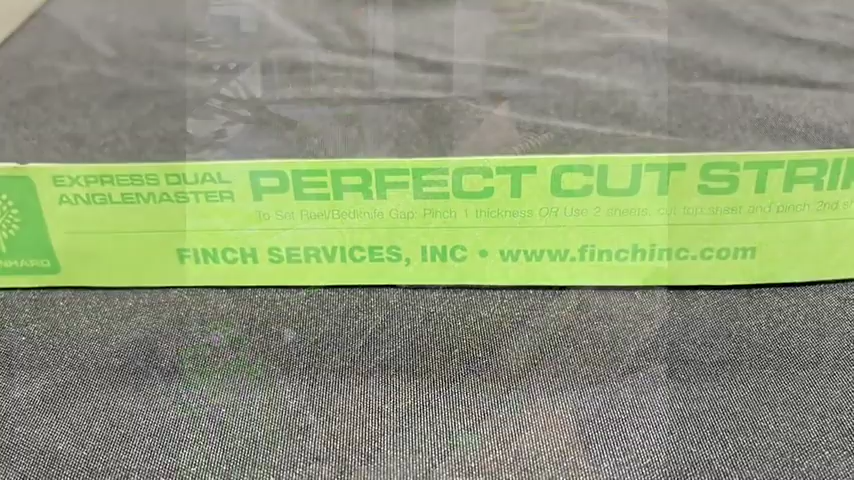 EXPRESS DUAL
ANGLEMASTER
PERFECT CUT
To Set Reel/Bedknife Gap: Pinch 1 thickness OR Use 2 sheets, cut top sheet and pinch 2nd
FINCH SERVICES, INC • www.finchinc.com